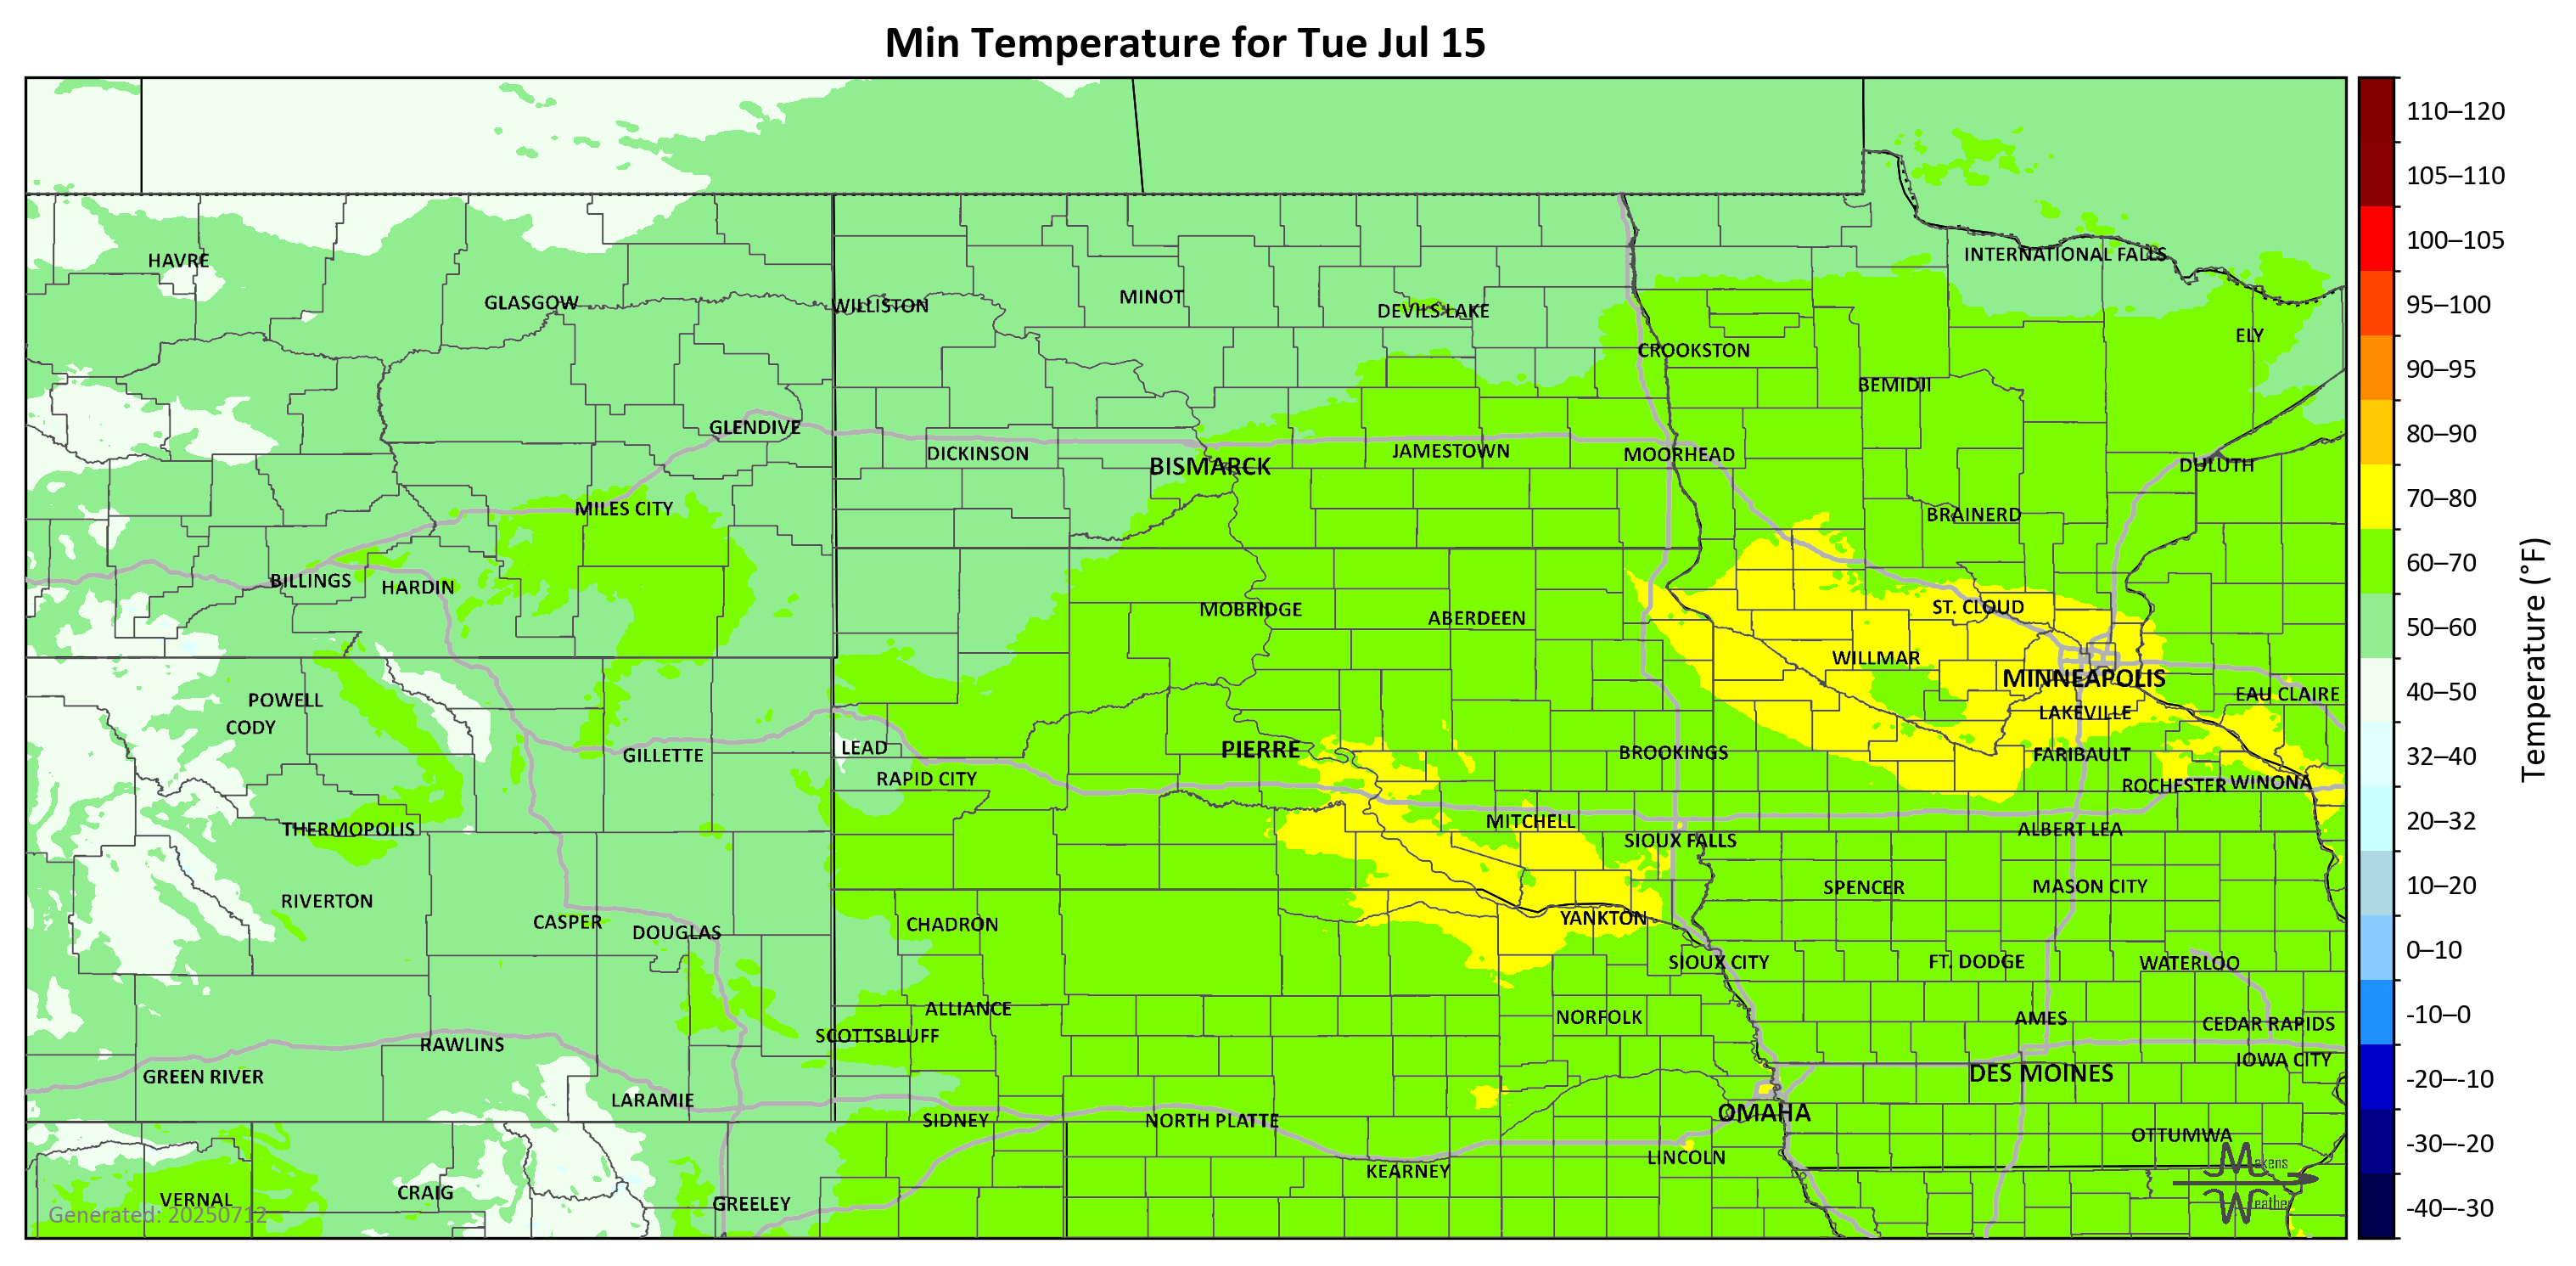 Min Temperature for Tue Jul 15
110–120
105–110
100–105
95–100
90–95
80–90
70–80
60–70
50–60
40–50
32–40
20–32
10–20
0–10
-10–0
-20–-10
-30–-20
-40–-30
Temperature (°F)
HAVRE
INTERNATIONAL FALLS
GLASGOW
WILLISTON
MINOT
DEVILS LAKE
ELY
CROOKSTON
BEMIDJI
GLENDIVE
DICKINSON
BISMARCK
JAMESTOWN
MOORHEAD
DULUTH
MILES CITY
BRAINERD
BILLINGS
HARDIN
MOBRIDGE
ABERDEEN
ST. CLOUD
WILLMAR
MINNEAPOLIS
POWELL
EAU CLAIRE
CODY
LAKEVILLE
GILLETTE
LEAD
PIERRE
BROOKINGS
FARIBAULT
RAPID CITY
ROCHESTER
WINONA
THERMOPOLIS
MITCHELL
SIOUX FALLS
ALBERT LEA
RIVERTON
SPENCER
MASON CITY
CASPER
DOUGLAS
CHADRON
YANKTON
SIOUX CITY
FT. DODGE
WATERLOO
ALLIANCE
NORFOLK
AMES
CEDAR RAPIDS
SCOTTSBLUFF
RAWLINS
IOWA CITY
GREEN RIVER
DES MOINES
LARAMIE
SIDNEY
NORTH PLATTE
OMAHA
OTTUMWA
LINCOLN
KEARNEY
VERNAL
CRAIG
GREELEY
Makens
Weather
Generated: 20250712